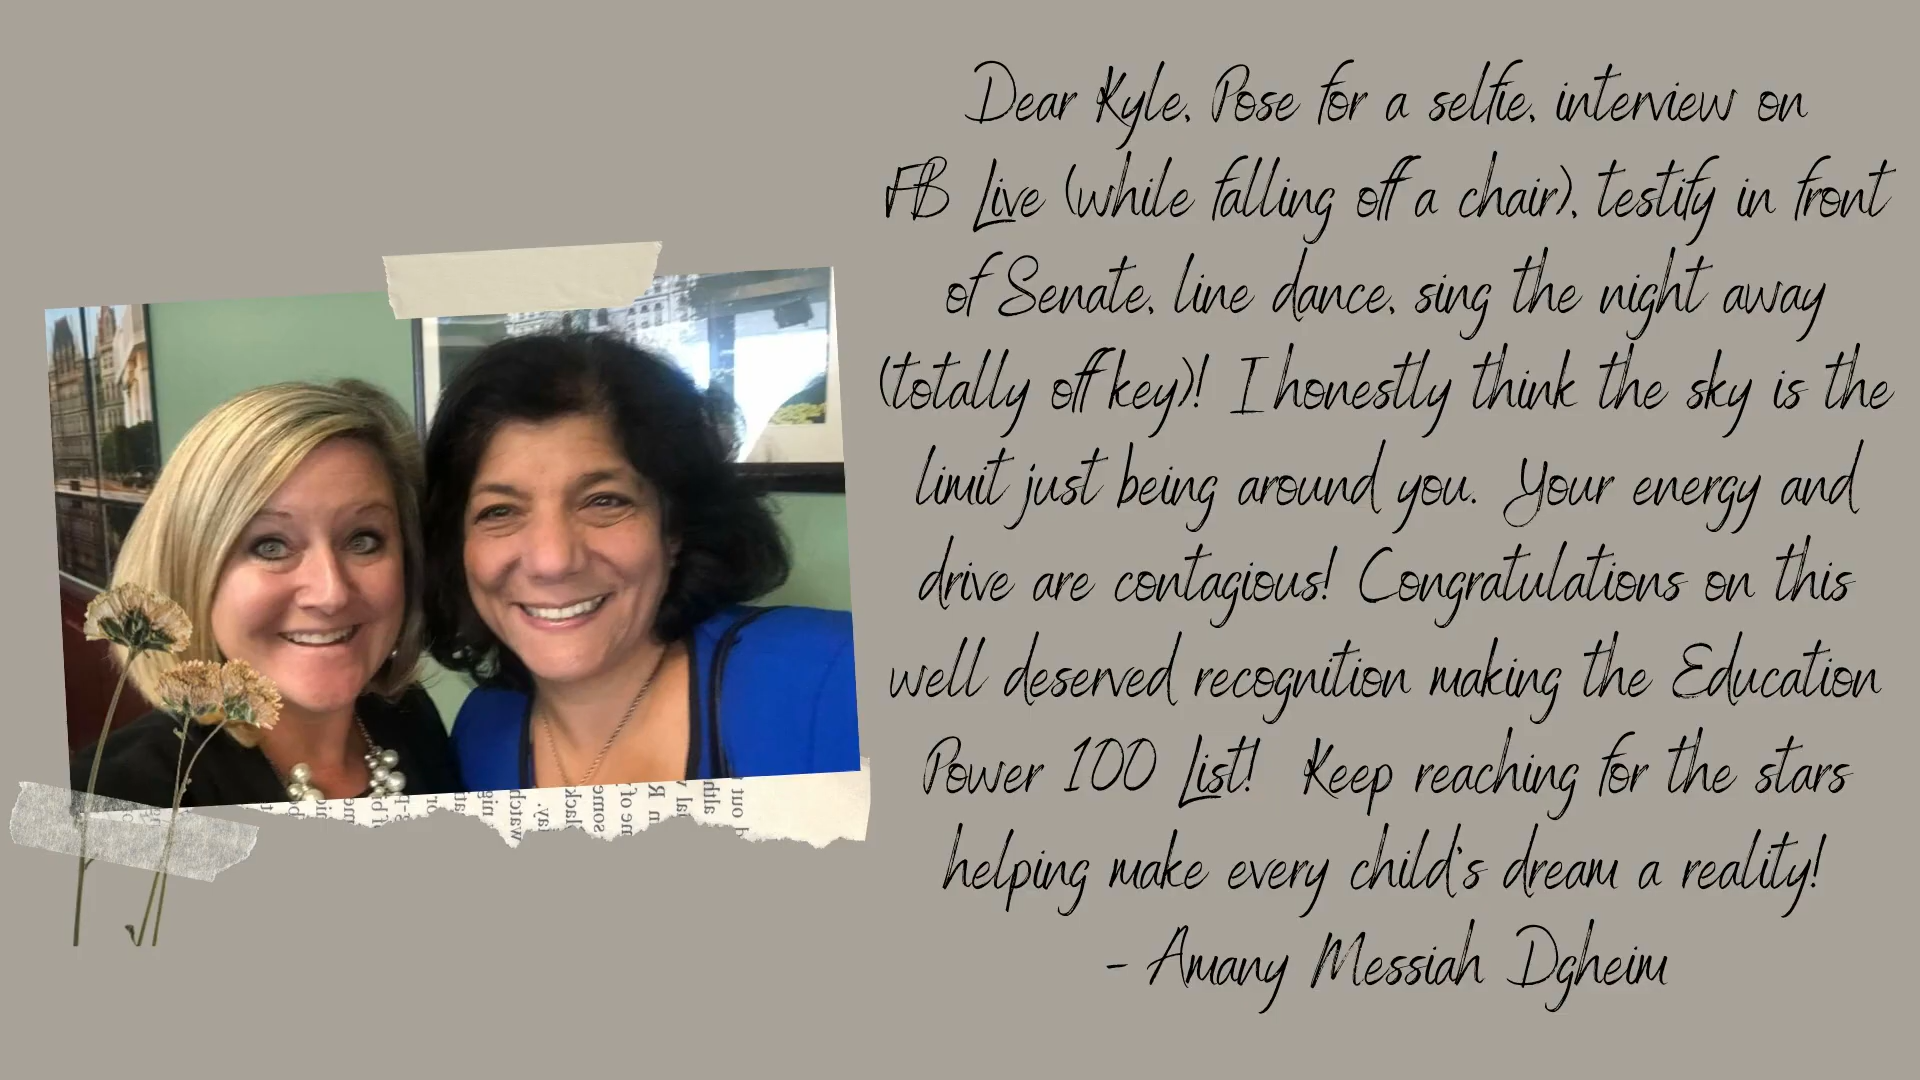 Dear Kyle, Pose for a selfie, interview on
FB Live (while falling off a chair), testify in front
of Senate, line dance, sing the night away
(totally off key)! I honestly think the sky is the
limit just being around you. Your energy and
drive are contagious! Congratulations on this
well deserved recognition making the Education
Power 100 List! Keep reaching for the stars
helping make every child's dream a reality!
- Amany Messiah Dgheim